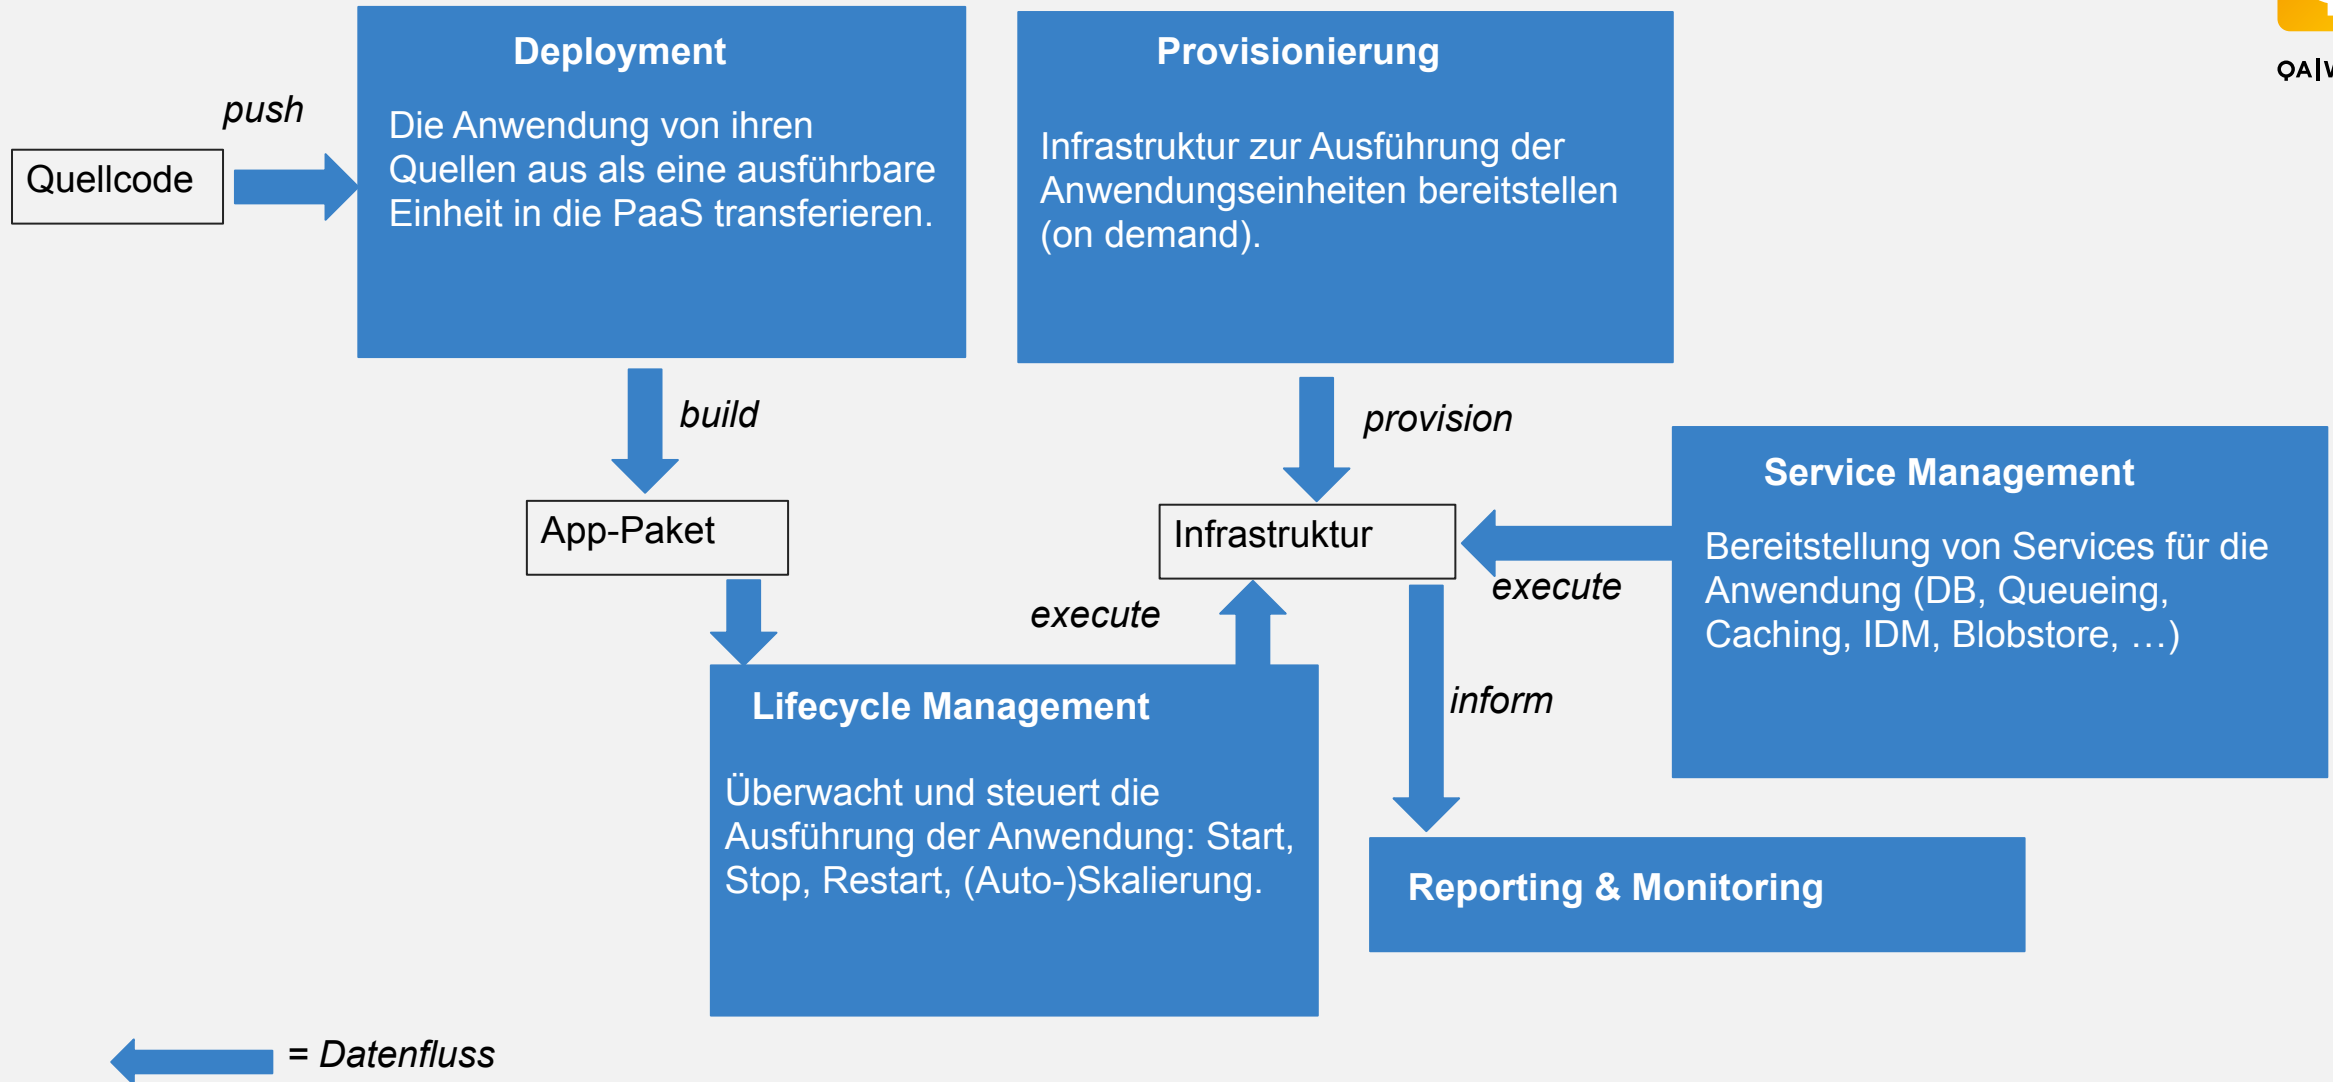 Deployment
Die Anwendung von ihren
Quellen aus als eine ausführbare
Einheit in die PaaS transferieren.
Provisionierung
Infrastruktur zur Ausführung der
Anwendungseinheiten bereitstellen
(on demand).
push
Quellcode
build
provision
App-Paket
Infrastruktur
execute
execute
Service Management
Bereitstellung von Services für die
Anwendung (DB, Queueing,
Caching, IDM, Blobstore, …)
Lifecycle Management
Überwacht und steuert die
Ausführung der Anwendung: Start,
Stop, Restart, (Auto-)Skalierung.
inform
Reporting & Monitoring
= Datenfluss